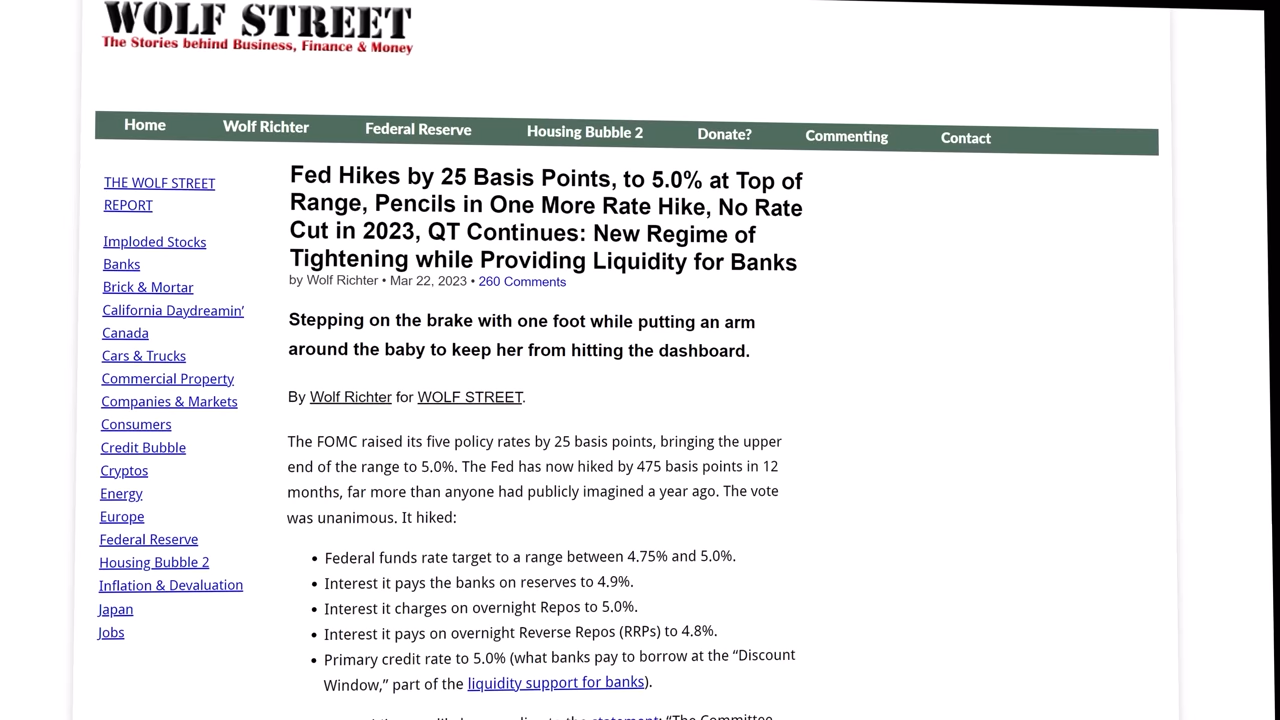 WOLF STREET
The Stories behind Business, Finance & Money
Home Wolf Richter Federal Reserve Housing Bubble 2 Donate? Commenting Contact
THE WOLF STREET
REPORT
Imploded Stocks
Banks
Brick & Mortar
California Daydreamin’
Canada
Cars & Trucks
Commercial Property
Companies & Markets
Consumers
Credit Bubble
Cryptos
Energy
Europe
Federal Reserve
Housing Bubble 2
Inflation & Devaluation
Japan
Jobs
Fed Hikes by 25 Basis Points, to 5.0% at Top of
Range, Pencils in One More Rate Hike, No Rate
Cut in 2023, QT Continues: New Regime of
Tightening while Providing Liquidity for Banks
by Wolf Richter • Mar 22, 2023 • 260 Comments
Stepping on the brake with one foot while putting an arm
around the baby to keep her from hitting the dashboard.
By Wolf Richter for WOLF STREET.
The FOMC raised its five policy rates by 25 basis points, bringing the upper
end of the range to 5.0%. The Fed has now hiked by 475 basis points in 12
months, far more than anyone had publicly imagined a year ago. The vote
was unanimous. It hiked:
• Federal funds rate target to a range between 4.75% and 5.0%.
• Interest it pays the banks on reserves to 4.9%.
• Interest it charges on overnight Repos to 5.0%.
• Interest it pays on overnight Reverse Repos (RRPs) to 4.8%.
• Primary credit rate to 5.0% (what banks pay to borrow at the “Discount
Window,” part of the liquidity support for banks).
statement: “The Committee